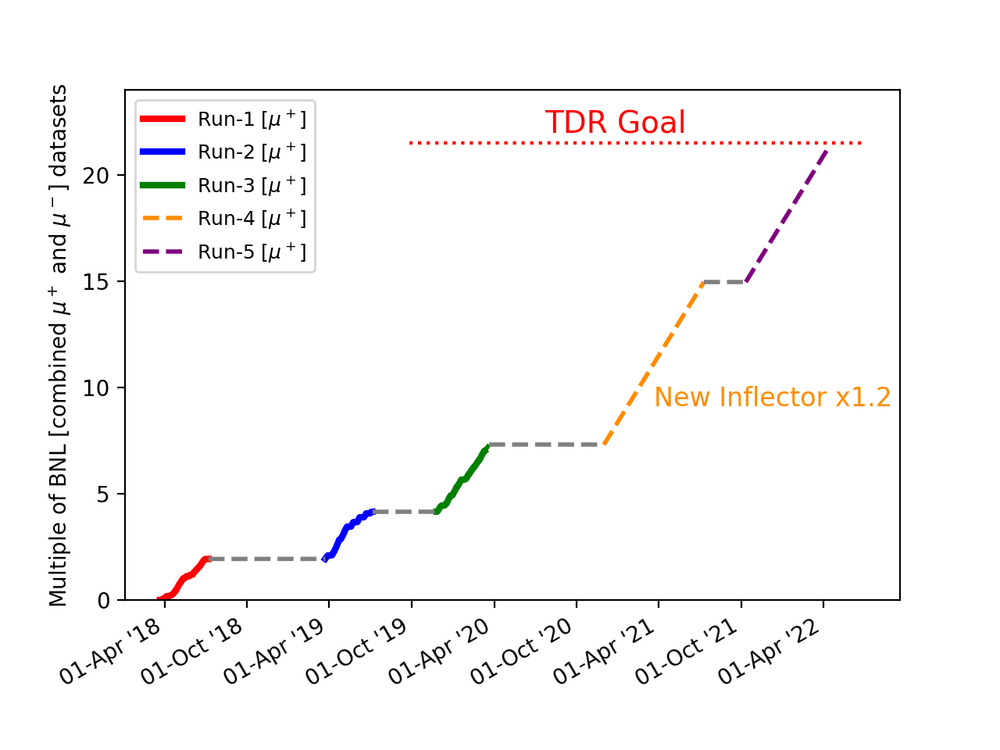 Multiple of BNL [combined μ⁺ and μ⁻] datasets
Run-1 [μ⁺]
Run-2 [μ⁺]
Run-3 [μ⁺]
Run-4 [μ⁺]
Run-5 [μ⁺]
TDR Goal
New Inflector x1.2
20
15
10
5
0
01-Apr '18
01-Oct '18
01-Apr '19
01-Oct '19
01-Apr '20
01-Oct '20
01-Apr '21
01-Oct '21
01-Apr '22